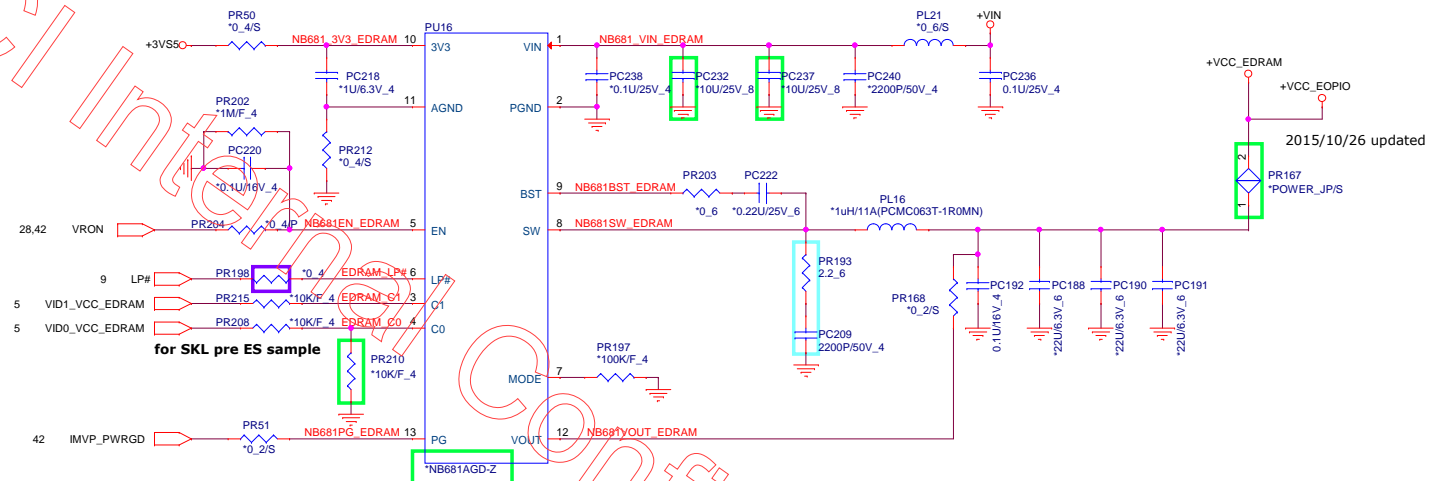 PR50
*0_4/S
+3VS5
NB681_3V3_EDRAM 10
PC218
*1U/6.3V_4
11
PR202
*1M/F_4
PC220
*0.1U/16V_4
PR212
*0_4/S
28,42 VRON
PR204 *0_4/P NB681EN_EDRAM 5
9 LP#
PR198 *0_4 EDRAM_LP# 6
5 VID1_VCC_EDRAM PR215 *10K/F_4 EDRAM_C1 3
5 VID0_VCC_EDRAM PR208 *10K/F_4 EDRAM_C0 4
for SKL pre ES sample
PR210
*10K/F_4
42 IMVP_PWRGD
PR51
*0_2/S
NB681PG_EDRAM 13
PU16
3V3 VIN
AGND PGND
BST
EN SW
LP#
C1
C0
MODE
PG VOUT
*NB681AGD-Z
1 NB681_VIN_EDRAM
PL21
*0_6/S
+VIN
PC238
*0.1U/25V_4
PC232
*10U/25V_8
PC237
*10U/25V_8
PC240
*2200P/50V_4
PC236
0.1U/25V_4
2
9 NB681BST_EDRAM
PR203
*0_6
PC222
*0.22U/25V_6
8 NB681SW_EDRAM
PL16
*1uH/11A(PCMC063T-1R0MN)
PR193
2.2_6
PC209
2200P/50V_4
PR168
*0_2/S
PC192
0.1U/16V_4
PC188
*22U/6.3V_6
PC190
*22U/6.3V_6
PC191
*22U/6.3V_6
7
PR197
*100K/F_4
12 NB681VOUT_EDRAM
+VCC_EDRAM
+VCC_EOPIO
2015/10/26 updated
2
1
PR167
*POWER_JP/S